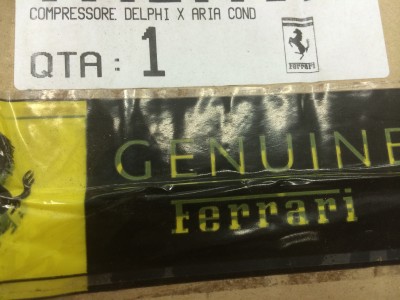 COMPRESSORE DELPHI X ARIA COND
QTA : 1
Ferrari
GENUINE
Ferrari